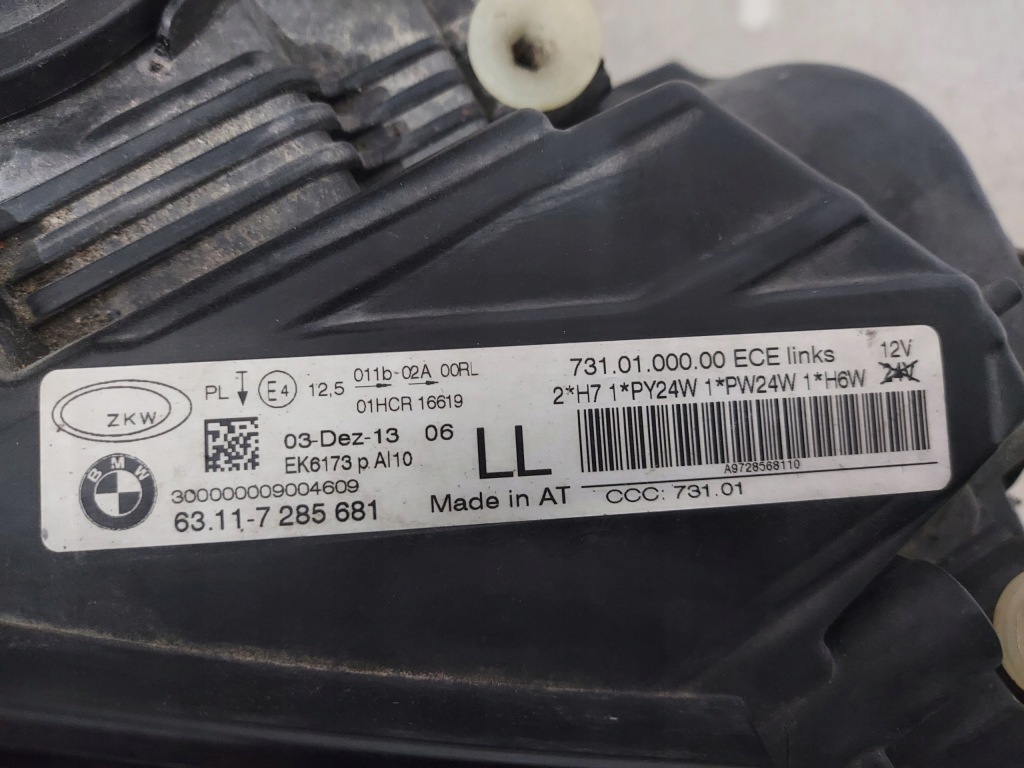 ZKW
PL T E4 12,5
011b-02A 00RL
01HCR 16619
731.01.000.00 ECE links
12V
24V
2*H7 1*PY24W 1*PW24W 1*H6W
03-Dez-13 06
EK6173 p.AI10
LL
A9728568110
BMW
300000009004609
63.11-7 285 681
Made in AT
CCC: 731.01